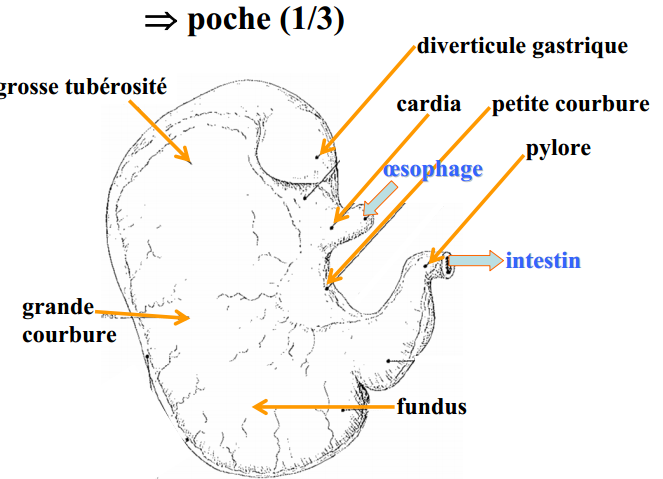 ⇒ poche (1/3)
diverticule gastrique
grosse tubérosité
cardia
petite courbure
pylore
œsophage
intestin
grande
courbure
fundus